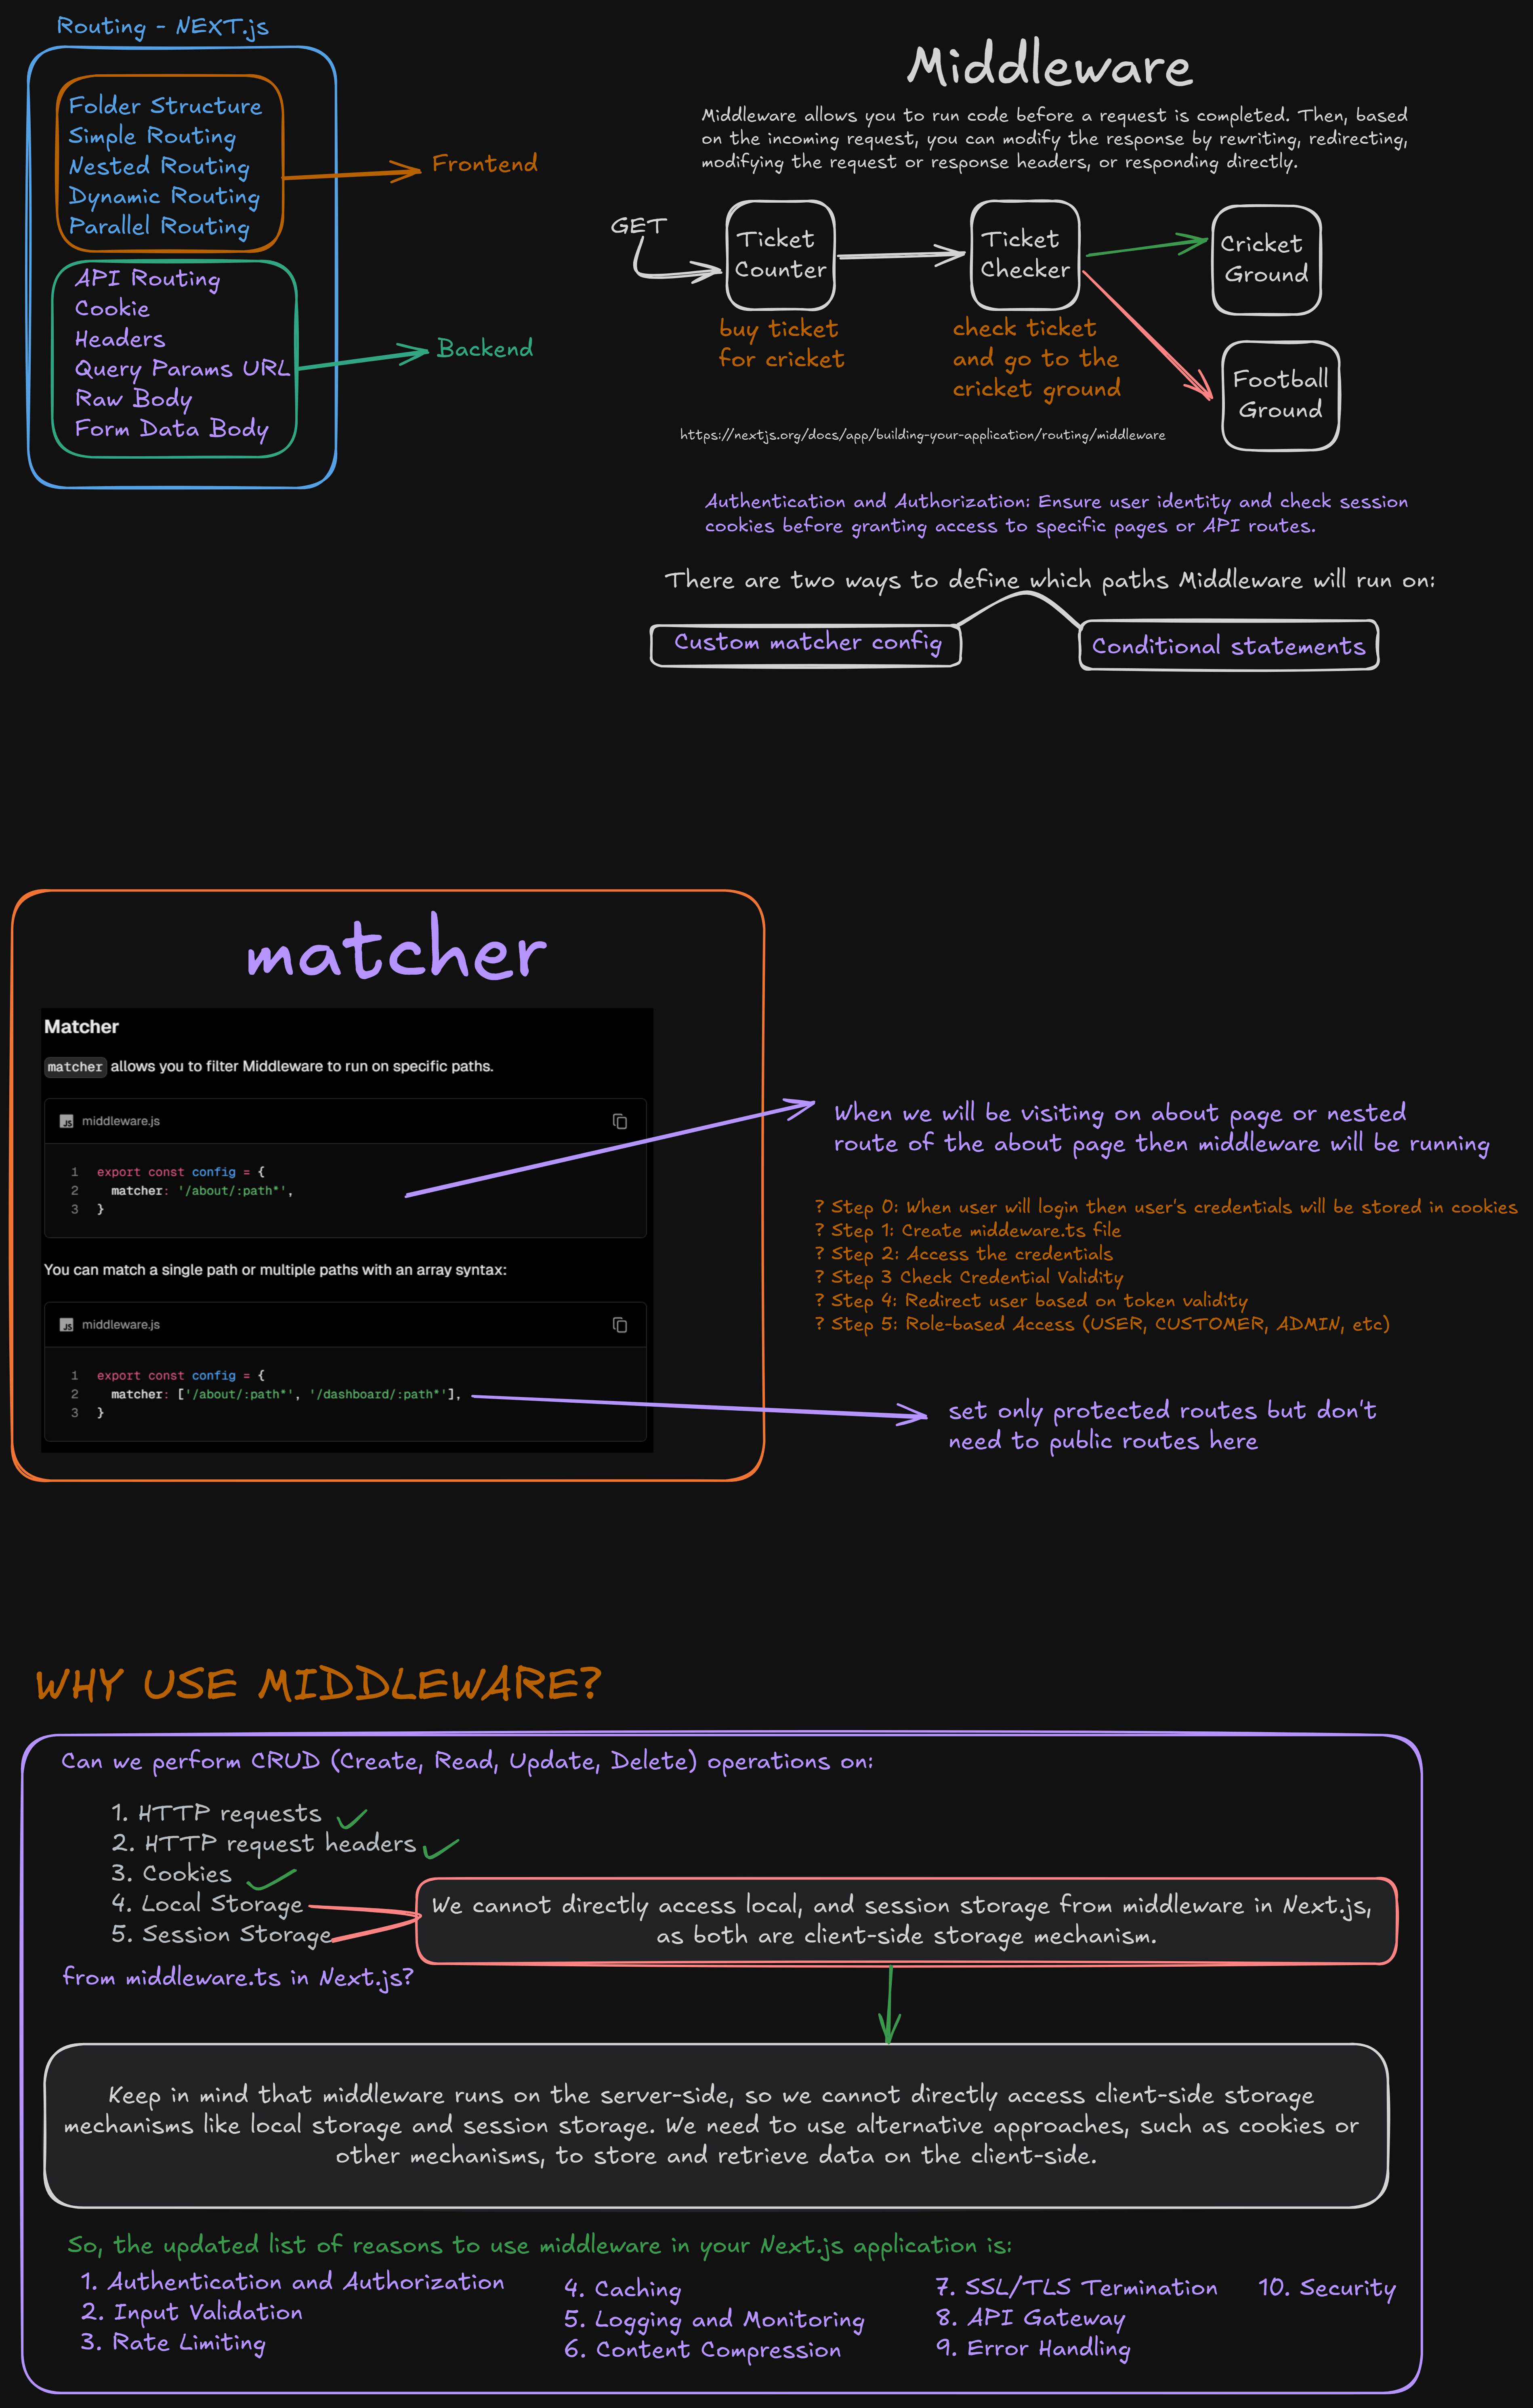 Routing - NEXT.js
Folder Structure
Simple Routing
Nested Routing
Dynamic Routing
Parallel Routing
Frontend
API Routing
Cookie
Headers
Query Params URL
Raw Body
Form Data Body
Backend
Middleware
Middleware allows you to run code before a request is completed. Then, based
on the incoming request, you can modify the response by rewriting, redirecting,
modifying the request or response headers, or responding directly.
GET
Ticket
Counter
Ticket
Checker
Cricket
Ground
buy ticket
for cricket
check ticket
and go to the
cricket ground
Football
Ground
https://nextjs.org/docs/app/building-your-application/routing/middleware
Authentication and Authorization: Ensure user identity and check session
cookies before granting access to specific pages or API routes.
There are two ways to define which paths Middleware will run on:
Custom matcher config
Conditional statements
matcher
Matcher
matcher allows you to filter Middleware to run on specific paths.
JS middleware.js
1 export const config = {
2 matcher: '/about/:path*',
3 }
You can match a single path or multiple paths with an array syntax:
JS middleware.js
1 export const config = {
2 matcher: ['/about/:path*', '/dashboard/:path*'],
3 }
When we will be visiting on about page or nested
route of the about page then middleware will be running
? Step 0: When user will login then user's credentials will be stored in cookies
? Step 1: Create middeware.ts file
? Step 2: Access the credentials
? Step 3 Check Credential Validity
? Step 4: Redirect user based on token validity
? Step 5: Role-based Access (USER, CUSTOMER, ADMIN, etc)
set only protected routes but don't
need to public routes here
WHY USE MIDDLEWARE?
Can we perform CRUD (Create, Read, Update, Delete) operations on:
1. HTTP requests
2. HTTP request headers
3. Cookies
4. Local Storage
5. Session Storage
We cannot directly access local, and session storage from middleware in Next.js,
as both are client-side storage mechanism.
from middleware.ts in Next.js?
Keep in mind that middleware runs on the server-side, so we cannot directly access client-side storage
mechanisms like local storage and session storage. We need to use alternative approaches, such as cookies or
other mechanisms, to store and retrieve data on the client-side.
So, the updated list of reasons to use middleware in your Next.js application is:
1. Authentication and Authorization
2. Input Validation
3. Rate Limiting
4. Caching
5. Logging and Monitoring
6. Content Compression
7. SSL/TLS Termination
8. API Gateway
9. Error Handling
10. Security